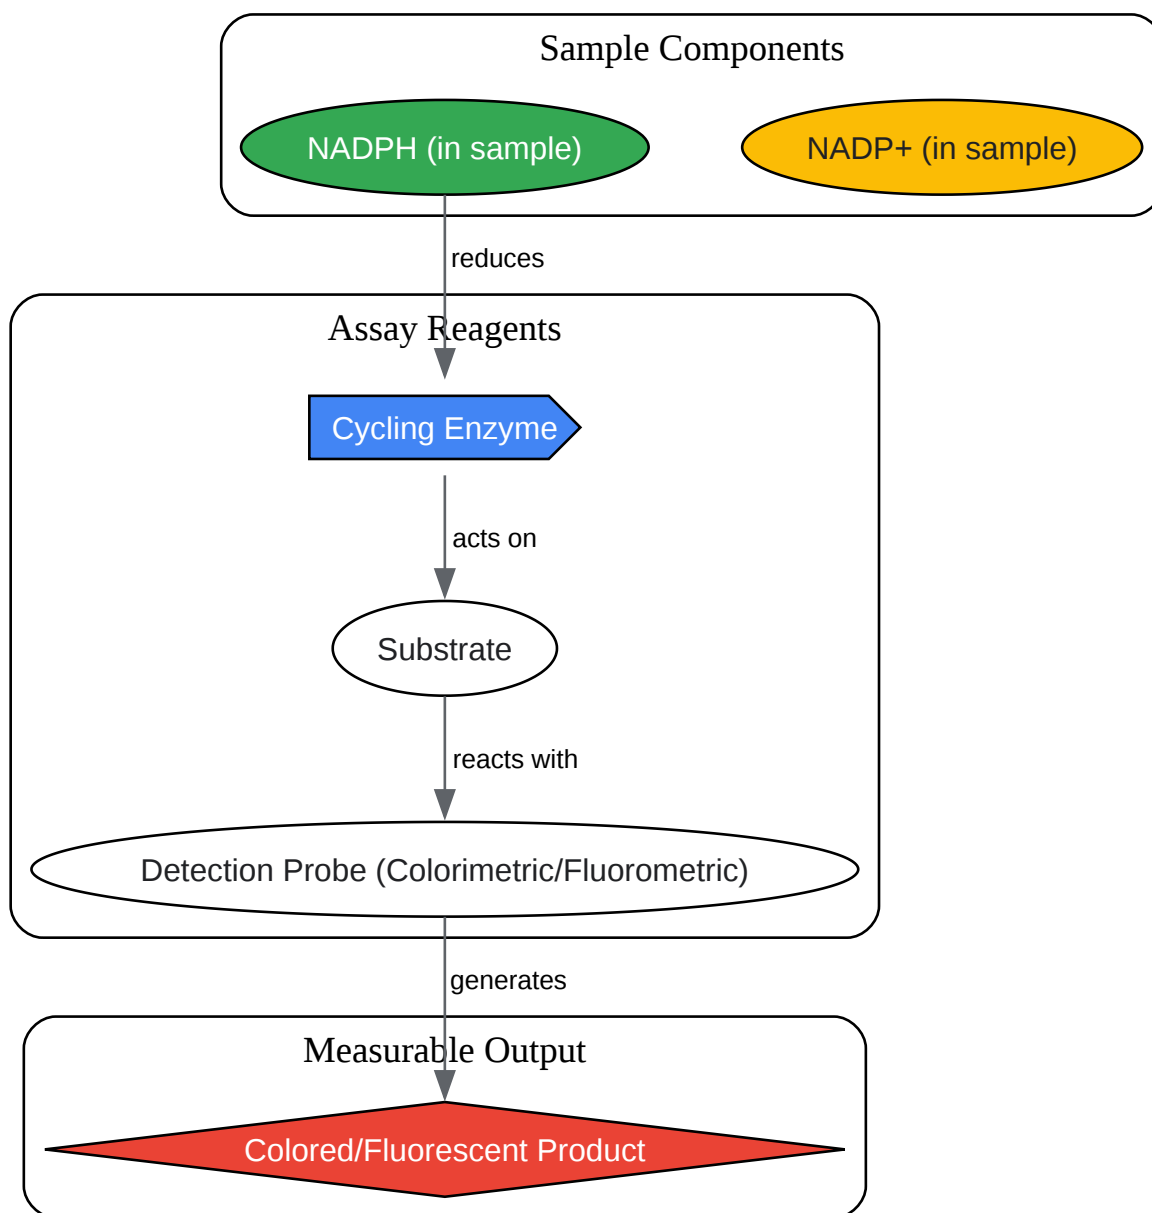 Sample Components
NADPH (in sample)
NADP+ (in sample)
reduces
Assay Reagents
Cycling Enzyme
acts on
Substrate
reacts with
Detection Probe (Colorimetric/Fluorometric)
generates
Measurable Output
Colored/Fluorescent Product